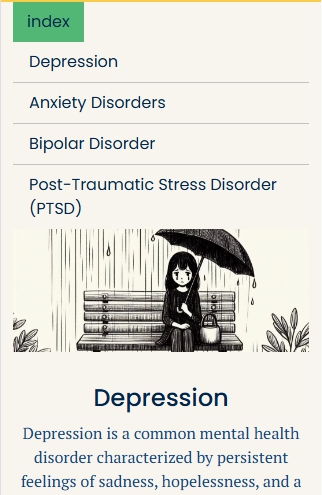 index
Depression
Anxiety Disorders
Bipolar Disorder
Post-Traumatic Stress Disorder
(PTSD)
Depression
Depression is a common mental health
disorder characterized by persistent
feelings of sadness, hopelessness, and a